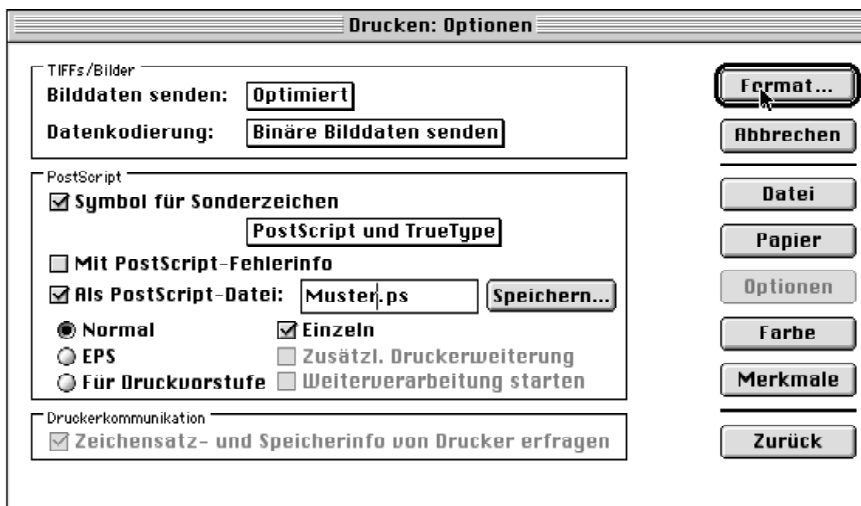 Drucken: Optionen
TIFFs/Bilder
Bilddaten senden: Optimiert
Datenkodierung: Binäre Bilddaten senden
PostScript
Symbol für Sonderzeichen
PostScript und TrueType
Mit PostScript-Fehlerinfo
Als PostScript-Datei: Muster.ps Speichern...
Normal Einzeln
EPS Zusätzl. Druckerweiterung
Für Druckvorstufe Weiterverarbeitung starten
Druckerkommunikation
Zeichensatz- und Speicherinfo von Drucker erfragen
Format...
Abbrechen
Datei
Papier
Optionen
Farbe
Merkmale
Zurück